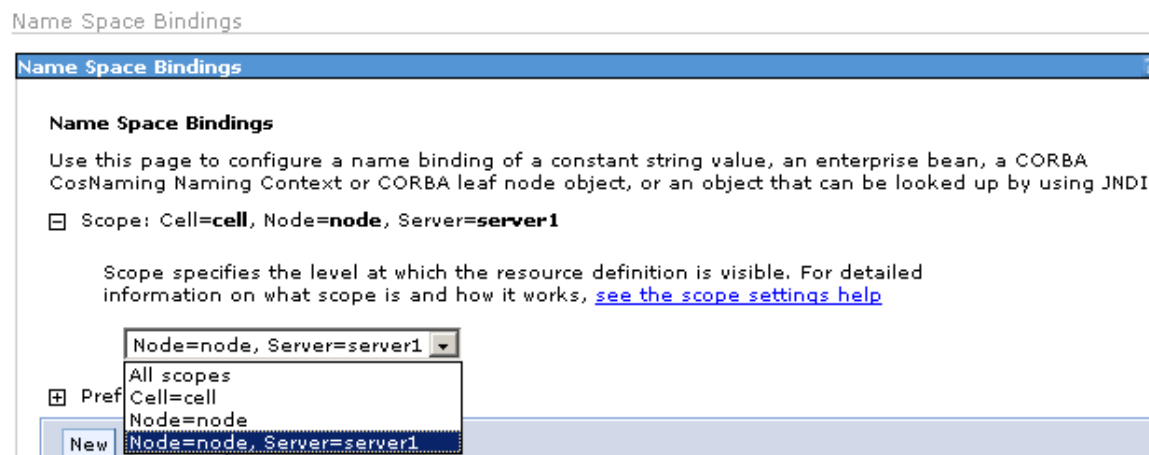 Name Space Bindings
Name Space Bindings
Name Space Bindings
Use this page to configure a name binding of a constant string value, an enterprise bean, a CORBA
CosNaming Naming Context or CORBA leaf node object, or an object that can be looked up by using JNDI
Scope: Cell=cell, Node=node, Server=server1
Scope specifies the level at which the resource definition is visible. For detailed
information on what scope is and how it works, see the scope settings help
Node=node, Server=server1
All scopes
Pref Cell=cell
Node=node
New Node=node, Server=server1